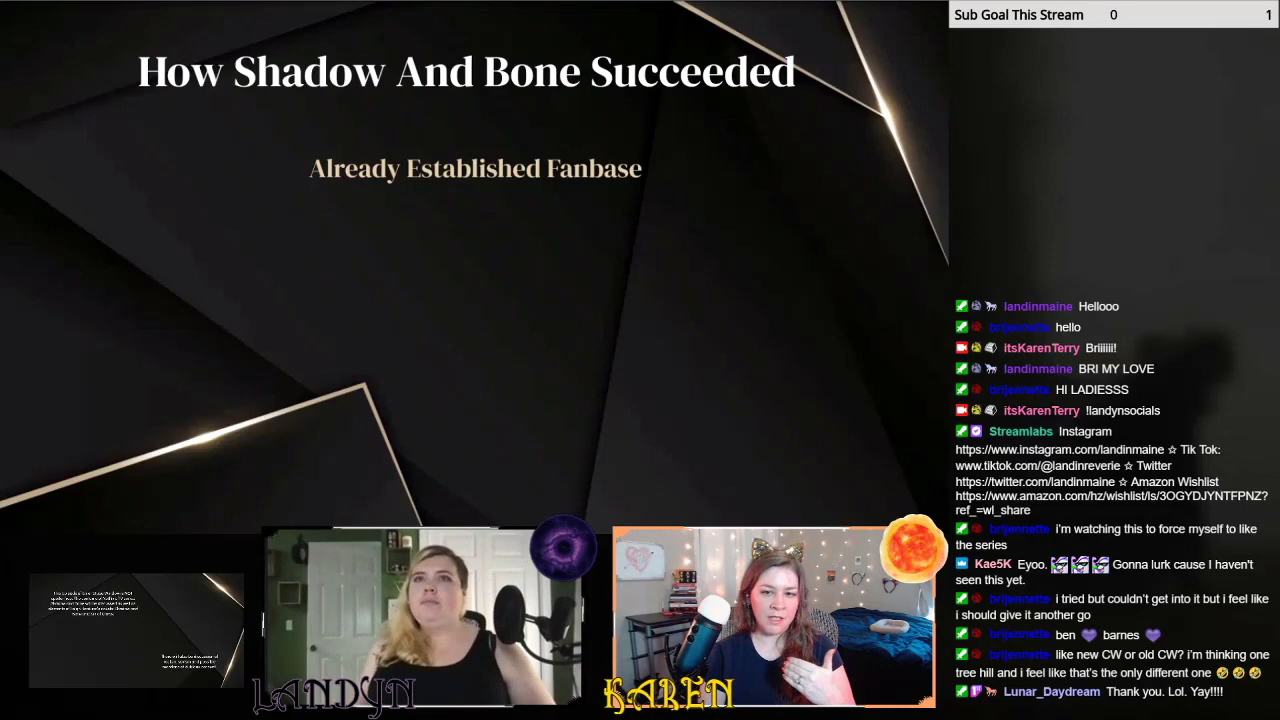 How Shadow And Bone Succeeded
Already Established Fanbase
Sub Goal This Stream 0 1
landinmaine Hellooo
brijennette hello
itsKarenTerry Briiiiii!
landinmaine BRI MY LOVE
brijennette HI LADIESSS
itsKarenTerry !landynsocials
Streamlabs Instagram
https://www.instagram.com/landinmaine ☆ Tik Tok:
www.tiktok.com/@landinreverie ☆ Twitter
https://twitter.com/landinmaine ☆ Amazon Wishlist
https://www.amazon.com/hz/wishlist/ls/3OGYDJYNTFPNZ?
ref_=wl_share
brijennette i'm watching this to force myself to like
the series
Kae5K Eyoo. Gonna lurk cause I haven't
seen this yet.
brijennette i tried but couldn't get into it but i feel like
i should give it another go
brijennette ben 💜 barnes 💜
brijennette like new CW or old CW? i'm thinking one
tree hill and i feel like that's the only different one 🤣 🤣 🤣
Lunar_Daydream Thank you. Lol. Yay!!!!
LANDYN
KAREN